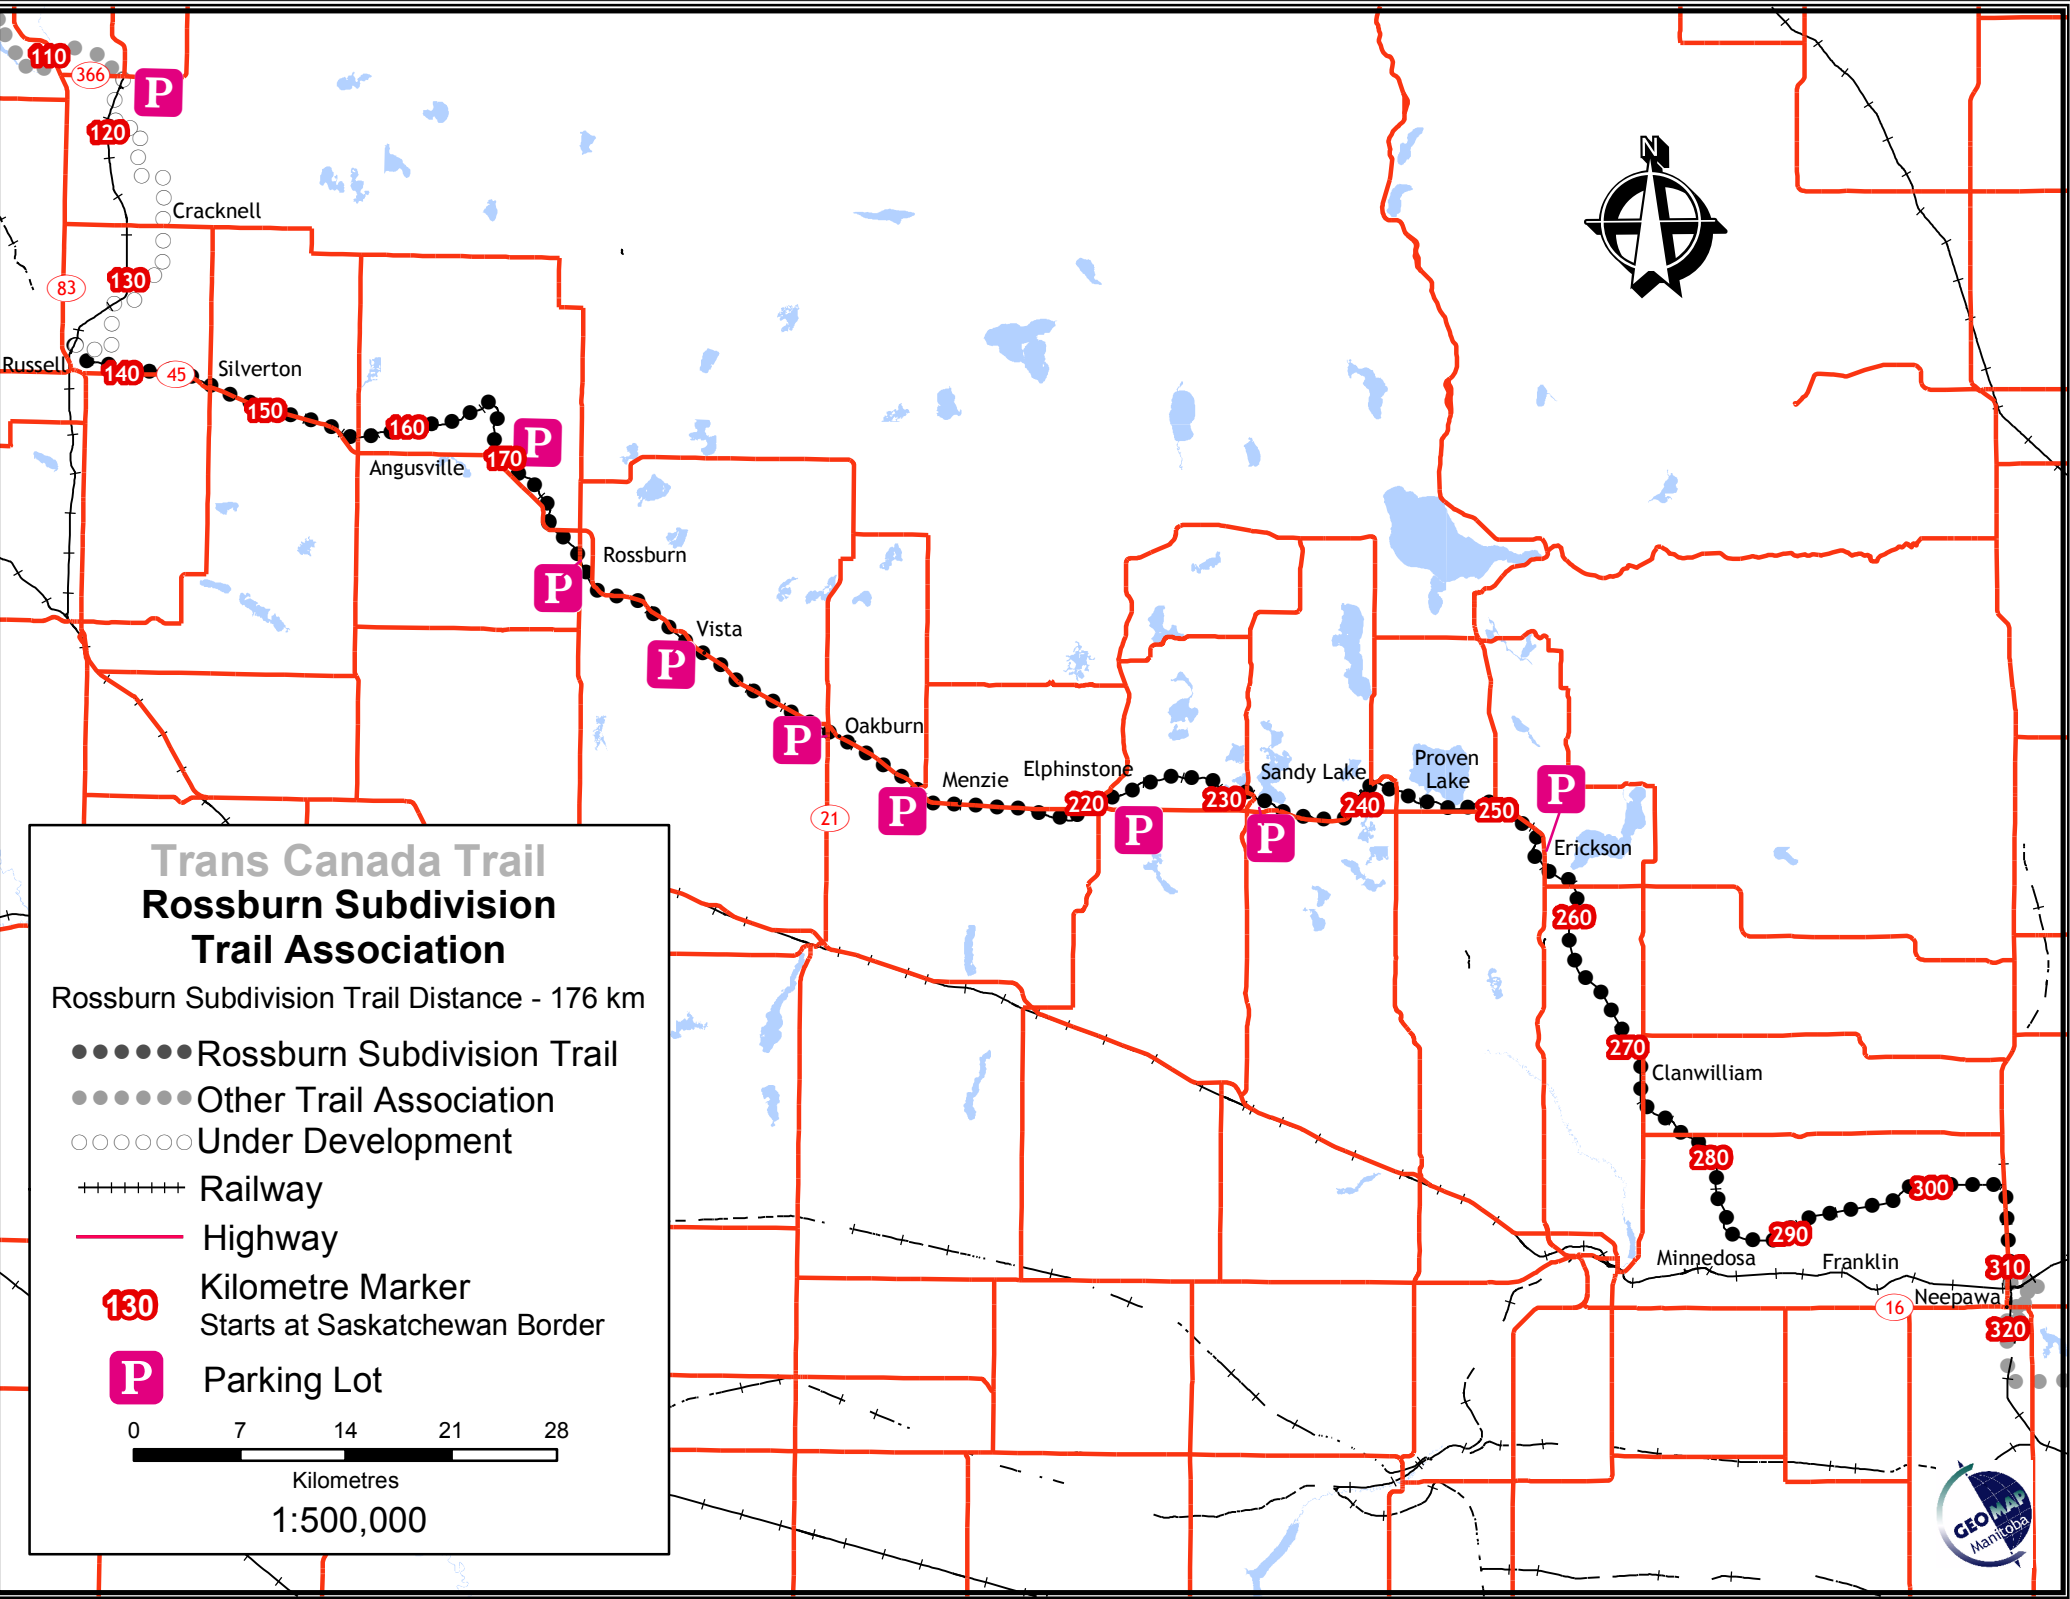 110
366
P
120
N
Cracknell
130
83
Russell
140
45
Silverton
150
160
P
170
Angusville
Rossburn
P
Vista
P
Oakburn
P
Menzie
Elphinstone
Sandy Lake
Proven
Lake
P
220
230
240
250
P
21
P
P
Erickson
260
270
Clanwilliam
280
300
290
Minnedosa
Franklin
310
Neepawa
16
320
Trans Canada Trail
Rossburn Subdivision
Trail Association
Rossburn Subdivision Trail Distance - 176 km
Rossburn Subdivision Trail
Other Trail Association
Under Development
Railway
Highway
130
Kilometre Marker
Starts at Saskatchewan Border
P
Parking Lot
0 7 14 21 28
Kilometres
1:500,000
GEOMAP
Manitoba